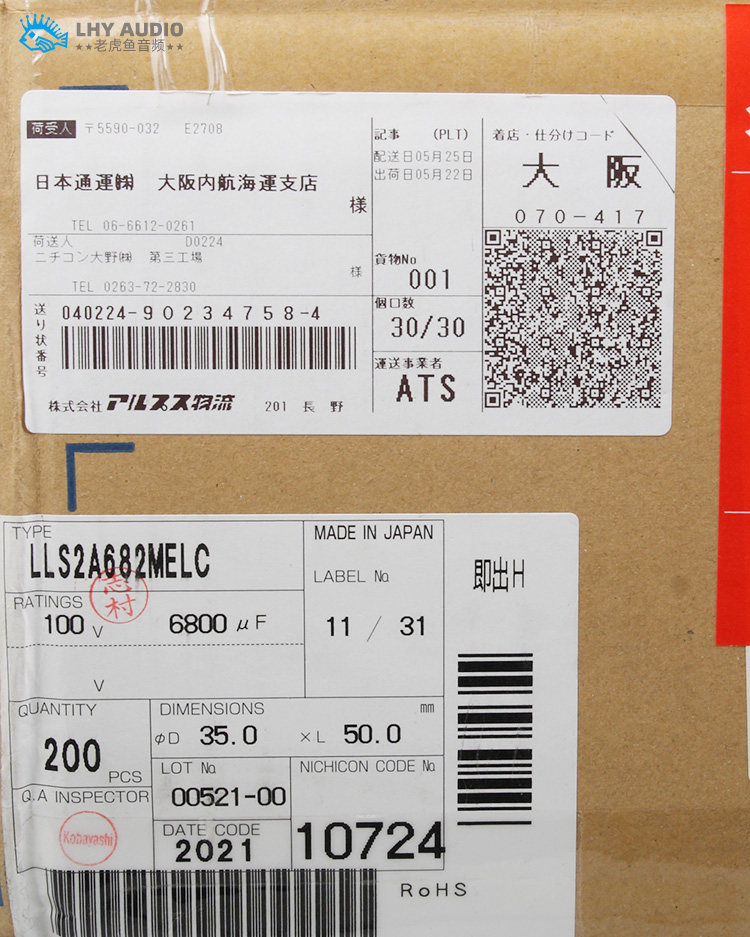 LHY AUDIO
★★老虎鱼音频★★
荷受人 〒5590-032 E2708
日本通運㈱ 大阪内航海運支店
様
TEL 06-6612-0261
荷送人 D0224
ニチコン大野㈱ 第三工場
様
TEL 0263-72-2830
送り状番号
040224-90234758-4
株式会社アルプス物流 201 長野
記事 (PLT)
配送日05月25日
出荷日05月22日
貨物No
001
個口数
30/30
運送事業者
ATS
着店・仕分けコード
大阪
070-417
TYPE
LLS2A682MELC
志村
RATINGS
100 V 6800 μF
V
MADE IN JAPAN
LABEL No
11 / 31
QUANTITY
200 PCS
DIMENSIONS mm
φD 35.0 ×L 50.0
LOT No
00521-00
NICHICON CODE No
10724
Q.A INSPECTOR
Kobayashi
DATE CODE
2021
即出H
RoHS